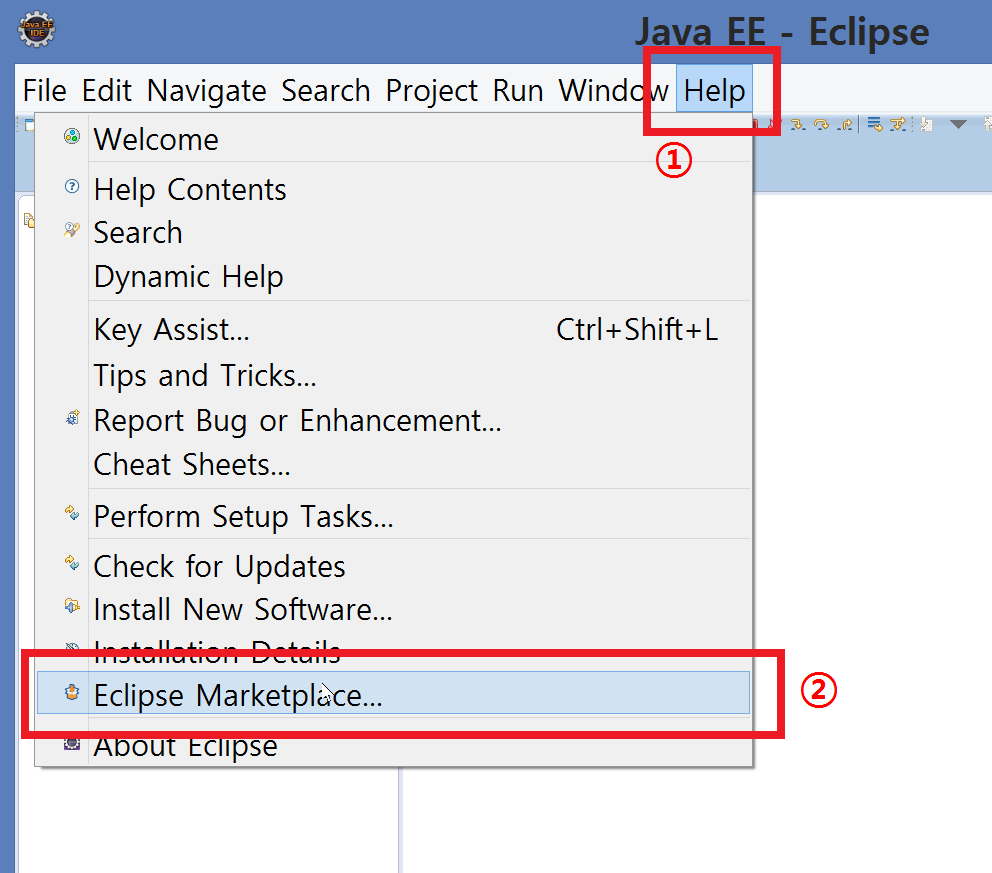 Java EE IDE
Java EE - Eclipse
File Edit Navigate Search Project Run Window Help
①
Welcome
Help Contents
Search
Dynamic Help
Key Assist... Ctrl+Shift+L
Tips and Tricks...
Report Bug or Enhancement...
Cheat Sheets...
Perform Setup Tasks...
Check for Updates
Install New Software...
Installation Details
Eclipse Marketplace... ②
About Eclipse